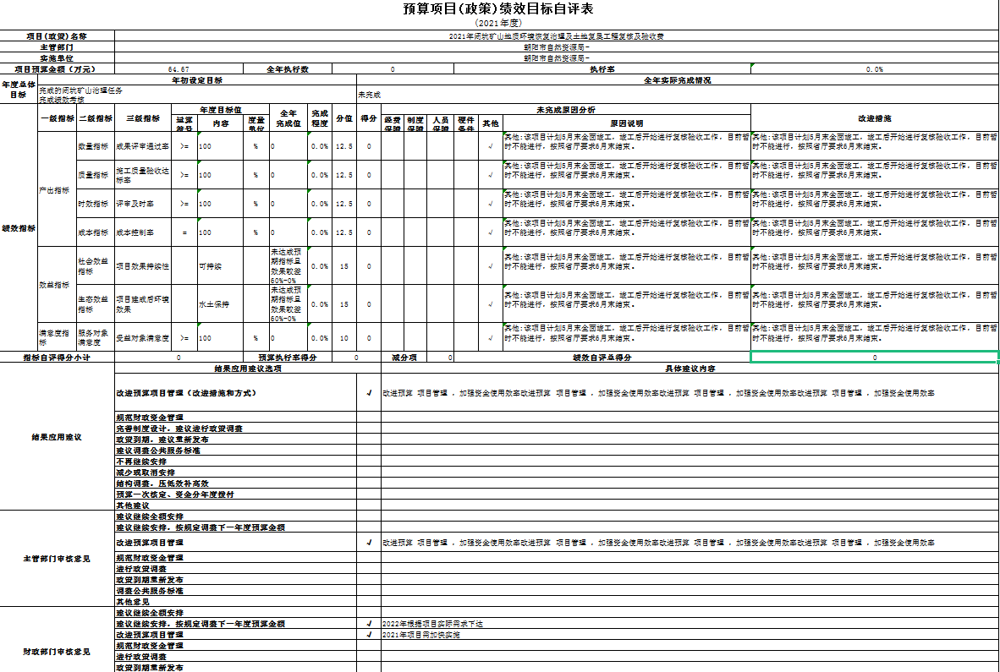 预算项目(政策)绩效目标自评表
(2021年度)
项目(政策)名称 2021年闭坑矿山地质环境恢复治理及土地复垦工程复核及验收费
主管部门 朝阳市自然资源局-
实施单位 朝阳市自然资源局-
项目预算金额(万元) 64.67 全年执行数 0 执行率 0.0%
年度总体目标 年初设定目标 全年实际完成情况
完成的闭坑矿山治理任务
完成绩效考核
未完成
绩效指标 一级指标 二级指标 三级指标 年度目标值 全年完成值 完成程度 分值 得分 未完成原因分析 改进措施
运算符号 内容 度量单位 经费保障 制度保障 人员保障 硬件条件 其他 原因说明
产出指标 数量指标 成果评审通过率 >= 100 % 0 0.0% 12.5 0 √ 其他:该项目计划5月末全面竣工，竣工后开始进行复核验收工作，目前暂时不能进行，按照省厅要求6月末结束。 其他:该项目计划5月末全面竣工，竣工后开始进行复核验收工作，目前暂时不能进行，按照省厅要求6月末结束。
质量指标 施工质量验收达标率 >= 100 % 0 0.0% 12.5 0 √ 其他:该项目计划5月末全面竣工，竣工后开始进行复核验收工作，目前暂时不能进行，按照省厅要求6月末结束。 其他:该项目计划5月末全面竣工，竣工后开始进行复核验收工作，目前暂时不能进行，按照省厅要求6月末结束。
时效指标 评审及时率 >= 100 % 0 0.0% 12.5 0 √ 其他:该项目计划5月末全面竣工，竣工后开始进行复核验收工作，目前暂时不能进行，按照省厅要求6月末结束。 其他:该项目计划5月末全面竣工，竣工后开始进行复核验收工作，目前暂时不能进行，按照省厅要求6月末结束。
成本指标 成本控制率 = 100 % 0 0.0% 12.5 0 √ 其他:该项目计划5月末全面竣工，竣工后开始进行复核验收工作，目前暂时不能进行，按照省厅要求6月末结束。 其他:该项目计划5月末全面竣工，竣工后开始进行复核验收工作，目前暂时不能进行，按照省厅要求6月末结束。
效益指标 社会效益指标 项目效果持续性 可持续 未达成预期指标且效果较差60%-0% 0.0% 15 0 √ 其他:该项目计划5月末全面竣工，竣工后开始进行复核验收工作，目前暂时不能进行，按照省厅要求6月末结束。 其他:该项目计划5月末全面竣工，竣工后开始进行复核验收工作，目前暂时不能进行，按照省厅要求6月末结束。
生态效益指标 项目建成后环境效果 水土保持 未达成预期指标且效果较差60%-0% 0.0% 15 0 √ 其他:该项目计划5月末全面竣工，竣工后开始进行复核验收工作，目前暂时不能进行，按照省厅要求6月末结束。 其他:该项目计划5月末全面竣工，竣工后开始进行复核验收工作，目前暂时不能进行，按照省厅要求6月末结束。
满意度指标 服务对象满意度 受益对象满意度 >= 100 % 0 0.0% 10 0 √ 其他:该项目计划5月末全面竣工，竣工后开始进行复核验收工作，目前暂时不能进行，按照省厅要求6月末结束。 其他:该项目计划5月末全面竣工，竣工后开始进行复核验收工作，目前暂时不能进行，按照省厅要求6月末结束。
指标自评得分小计 0 预算执行率得分 0 减分项 0 绩效自评总得分 0
结果应用建议 结果应用建议选项 具体建议内容
改进预算项目管理(改进措施和方式) √ 改进预算 项目管理 ，加强资金使用效率改进预算 项目管理 ，加强资金使用效率改进预算 项目管理 ，加强资金使用效率改进预算 项目管理 ，加强资金使用效率
规范财政资金管理
完善制度设计，建议进行政策调整
政策到期，建议重新发布
建议调整公共服务标准
不再继续安排
减少或取消安排
结构调整，压低效补高效
预算一次核定、资金分年度拨付
其他建议
主管部门审核意见 建议继续全额安排
建议继续安排，按规定调整下一年度预算金额
改进预算项目管理 √ 改进预算 项目管理 ，加强资金使用效率改进预算 项目管理 ，加强资金使用效率改进预算 项目管理 ，加强资金使用效率改进预算 项目管理 ，加强资金使用效率
规范财政资金管理
进行政策调整
政策到期重新发布
调整公共服务标准
其他意见
财政部门审核意见 建议继续全额安排
建议继续安排，按规定调整下一年度预算金额 √ 2022年根据项目实际需求下达
改进预算项目管理 √ 2021年项目需加快实施
规范财政资金管理
进行政策调整
政策到期重新发布